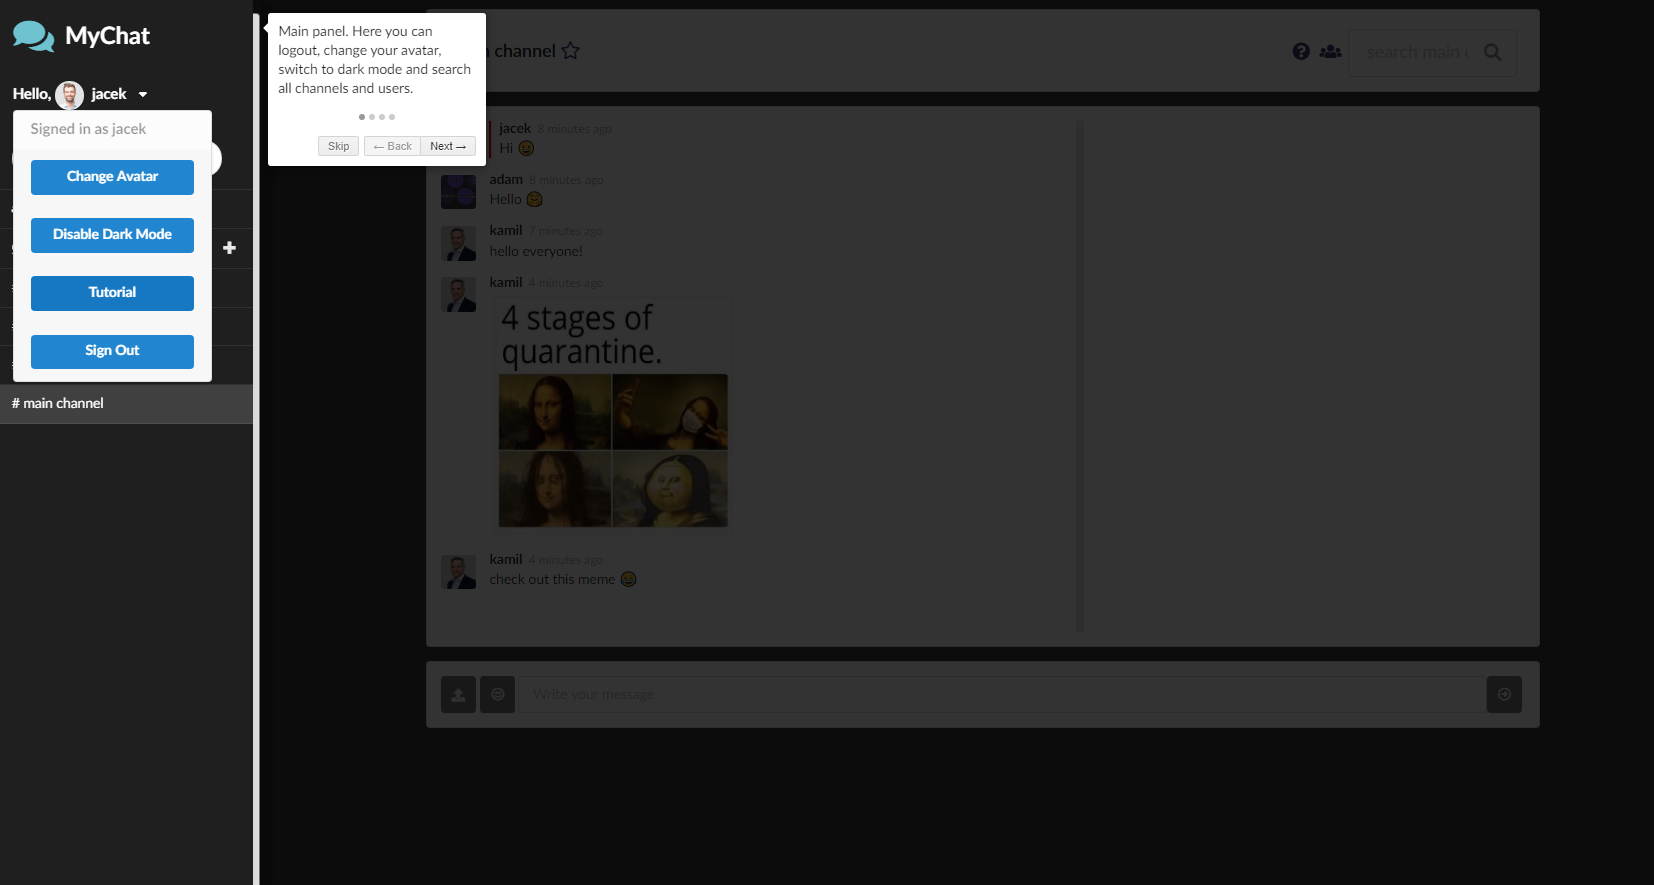 MyChat
Hello, jacek
Signed in as jacek
Change Avatar
Disable Dark Mode
Tutorial
Sign Out
# main channel
Main panel. Here you can
logout, change your avatar,
switch to dark mode and search
all channels and users.
Skip
← Back
Next →
channel
search main
jacek 8 minutes ago
Hi
adam 8 minutes ago
Hello
kamil 7 minutes ago
hello everyone!
kamil 4 minutes ago
4 stages of
quarantine.
kamil 4 minutes ago
check out this meme
Write your message